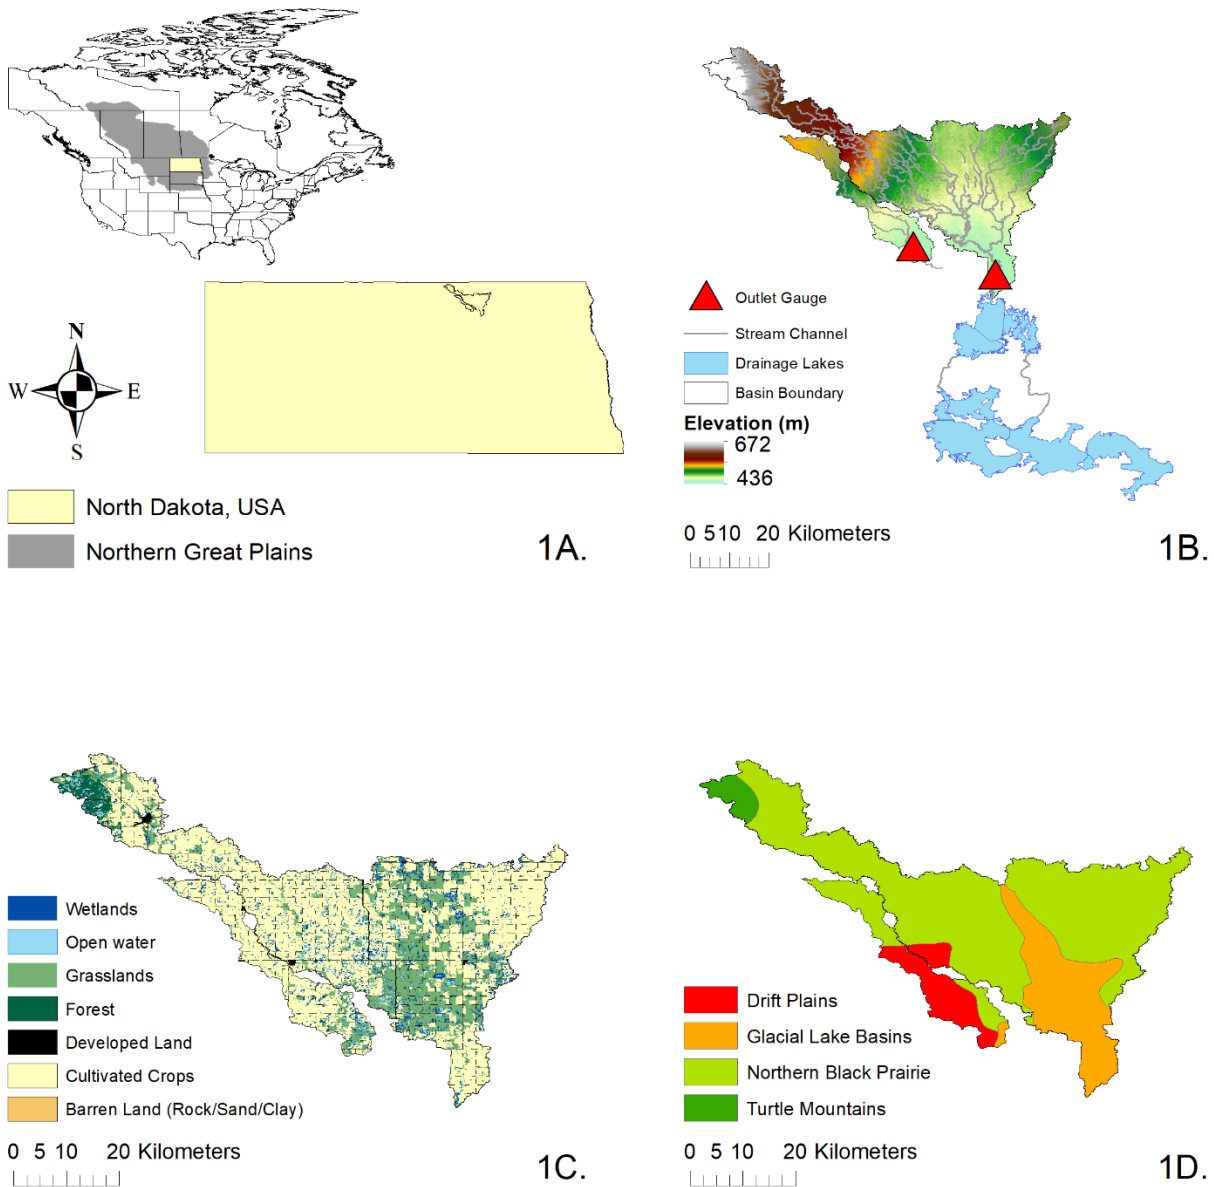 N
W
E
S
North Dakota, USA
Northern Great Plains
1A.
Outlet Gauge
Stream Channel
Drainage Lakes
Basin Boundary
Elevation (m)
672
436
0 5 10 20 Kilometers
1B.
Wetlands
Open water
Grasslands
Forest
Developed Land
Cultivated Crops
Barren Land (Rock/Sand/Clay)
0 5 10 20 Kilometers
1C.
Drift Plains
Glacial Lake Basins
Northern Black Prairie
Turtle Mountains
0 5 10 20 Kilometers
1D.